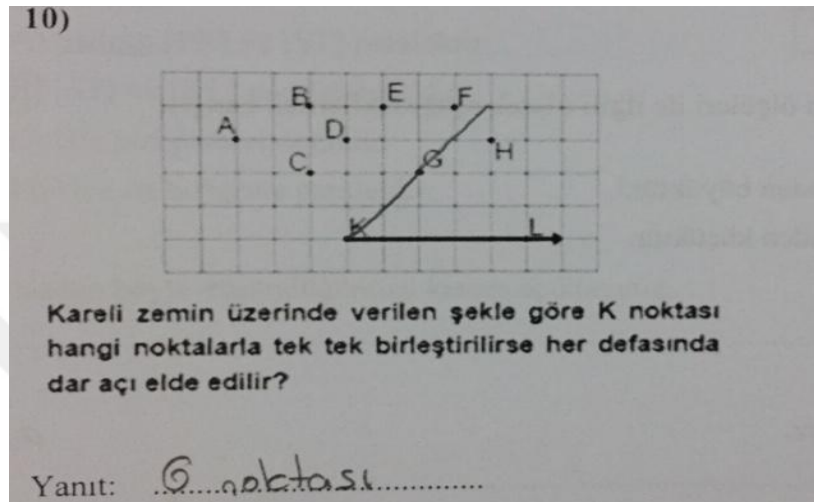 10)
B E F
A D H
C G
K L
Kareli zemin üzerinde verilen şekle göre K noktası
hangi noktalarla tek tek birleştirilirse her defasında
dar açı elde edilir?
Yanıt: G noktası